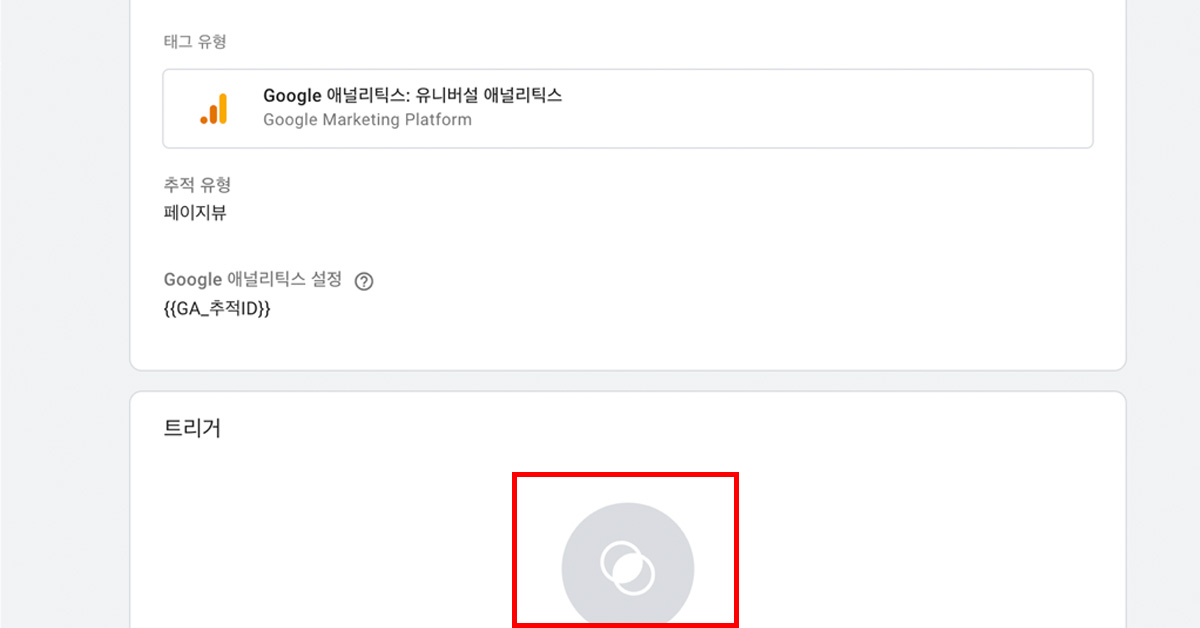 태그 유형
Google 애널리틱스: 유니버설 애널리틱스
Google Marketing Platform
추적 유형
페이지뷰
Google 애널리틱스 설정
{{GA_추적ID}}
트리거